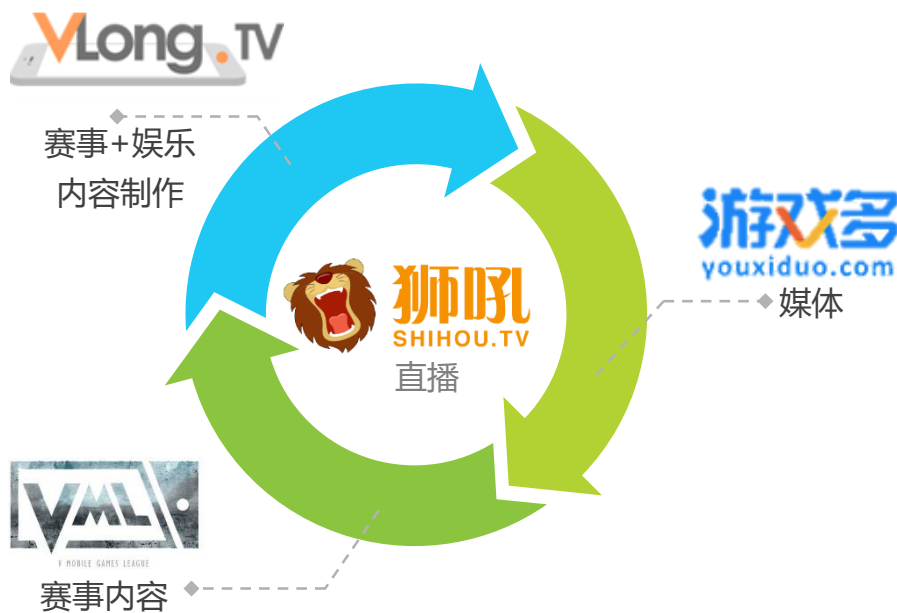 VLong.TV
赛事+娱乐
内容制作
游戏多
youxiduo.com
媒体
狮吼
SHIHOU.TV
直播
VML
V MOBILE GAMES LEAGUE
赛事内容